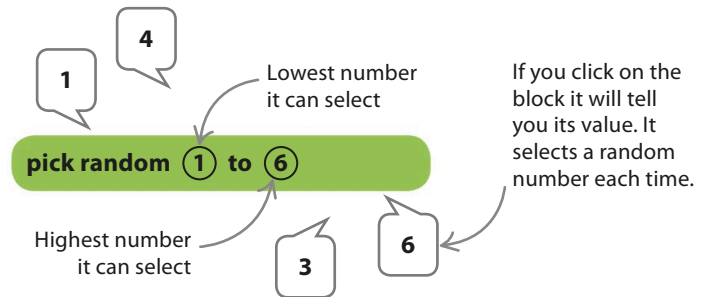 4
1
Lowest number
it can select
If you click on the
block it will tell
you its value. It
selects a random
number each time.
pick random 1 to 6
Highest number
it can select
3
6